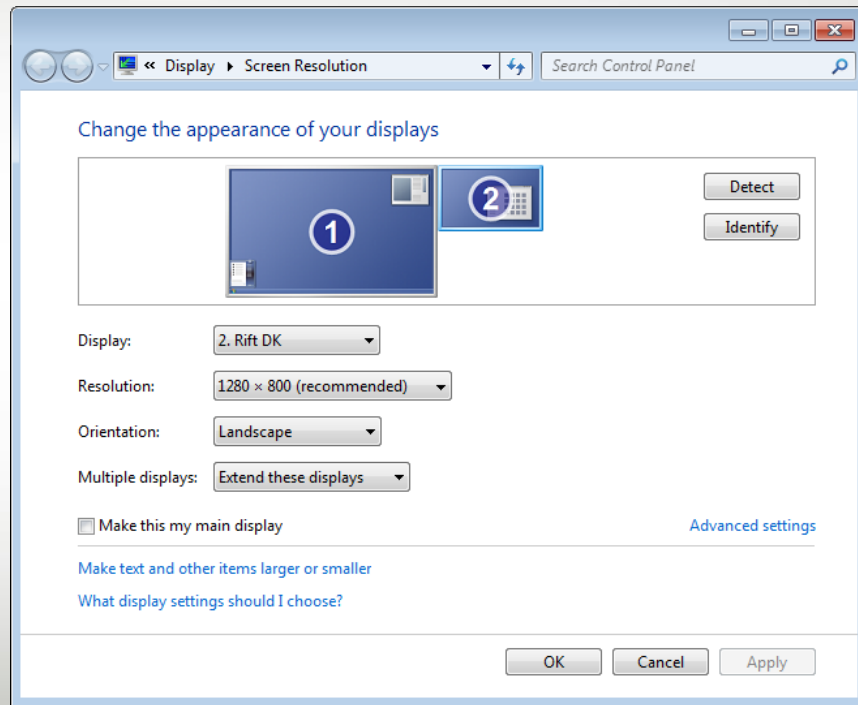 « Display ▸ Screen Resolution
Search Control Panel
Change the appearance of your displays
1
2
Detect
Identify
Display:
2. Rift DK
Resolution:
1280 × 800 (recommended)
Orientation:
Landscape
Multiple displays:
Extend these displays
Make this my main display
Advanced settings
Make text and other items larger or smaller
What display settings should I choose?
OK
Cancel
Apply